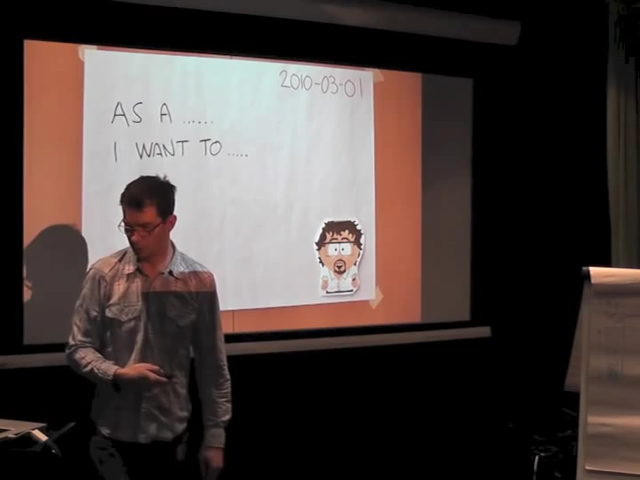 2010-03-01
AS A ......
I WANT TO .....